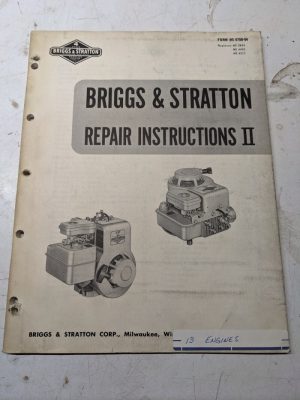 BRIGGS & STRATTON
BRIGGS & STRATTON
REPAIR INSTRUCTIONS II
BRIGGS & STRATTON CORP., Milwaukee, Wi
13 ENGINES